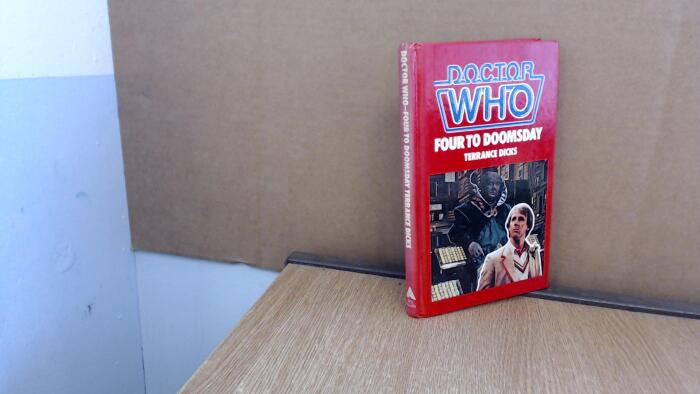 DOCTOR WHO—FOUR TO DOOMSDAY TERRANCE DICKS
DOCTOR
WHO
FOUR TO DOOMSDAY
TERRANCE DICKS